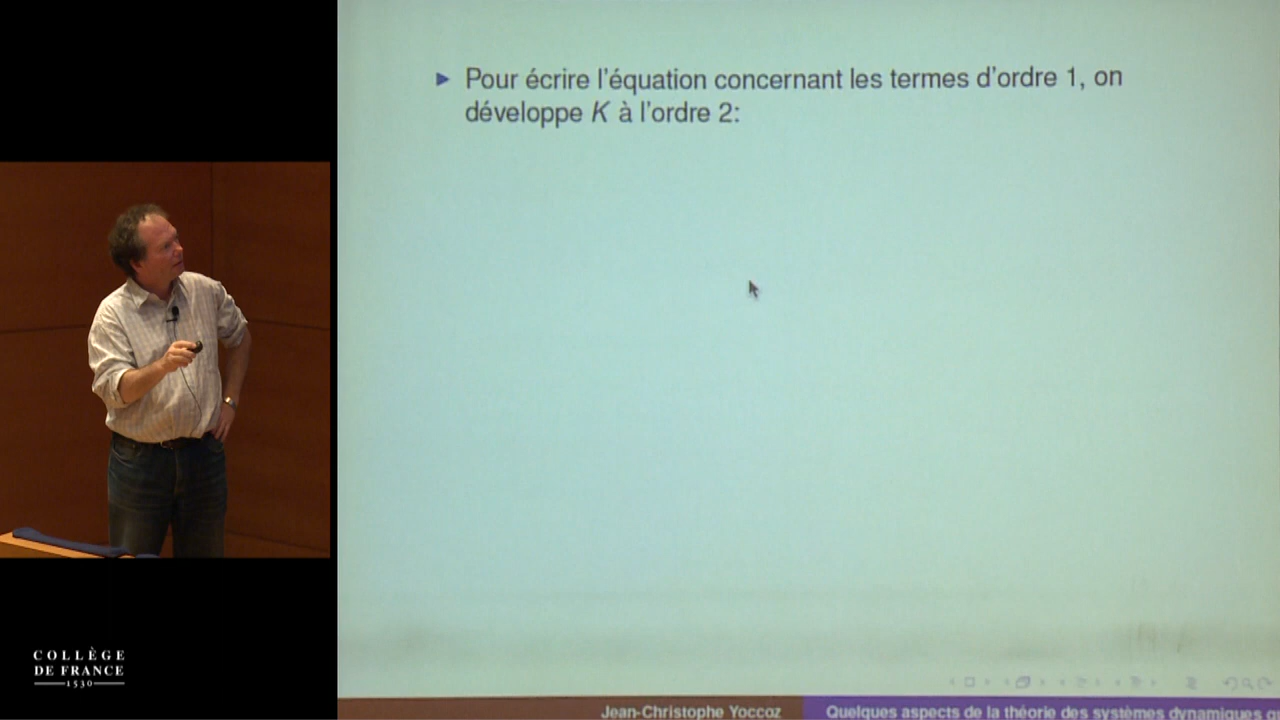 ► Pour écrire l'équation concernant les termes d'ordre 1, on
développe K à l'ordre 2:
COLLÈGE
DE FRANCE
1530
Jean-Christophe Yoccoz
Quelques aspects de la théorie des systèmes dynamiques